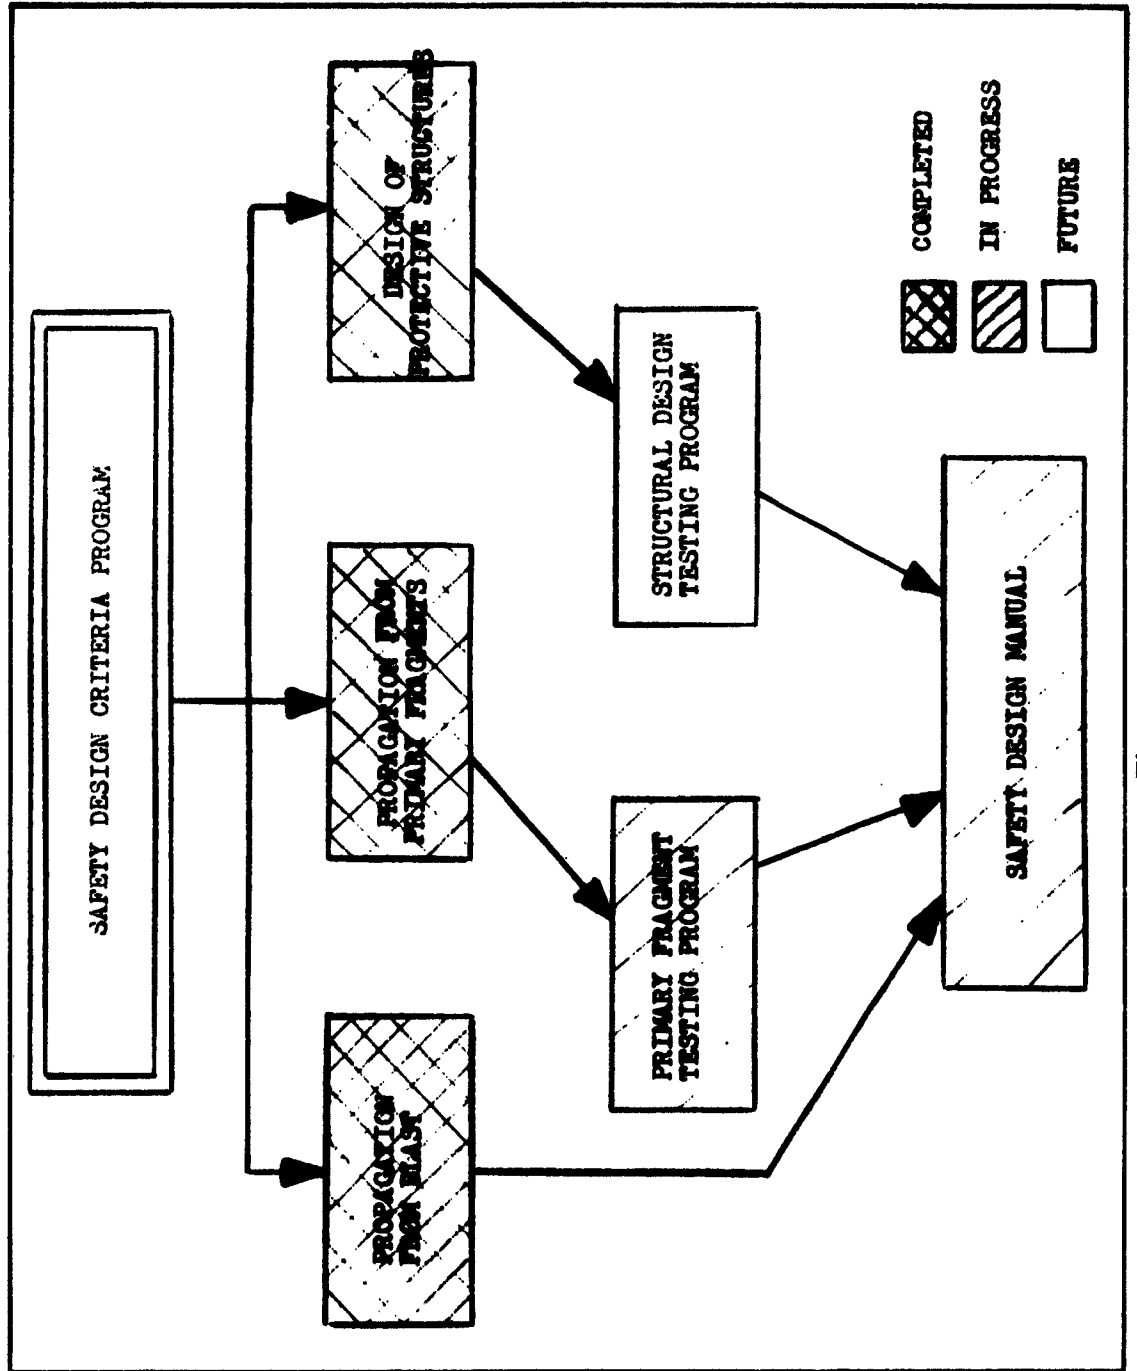 SAFETY DESIGN CRITERIA PROGRAM
PROPAGATION
FROM BLAST
PROPAGATION FROM
PRIMARY FRAGMENTS
DESIGN OF
PROTECTIVE STRUCTURES
PRIMARY FRAGMENT
TESTING PROGRAM
STRUCTURAL DESIGN
TESTING PROGRAM
SAFETY DESIGN MANUAL
COMPLETED
IN PROGRESS
FUTURE